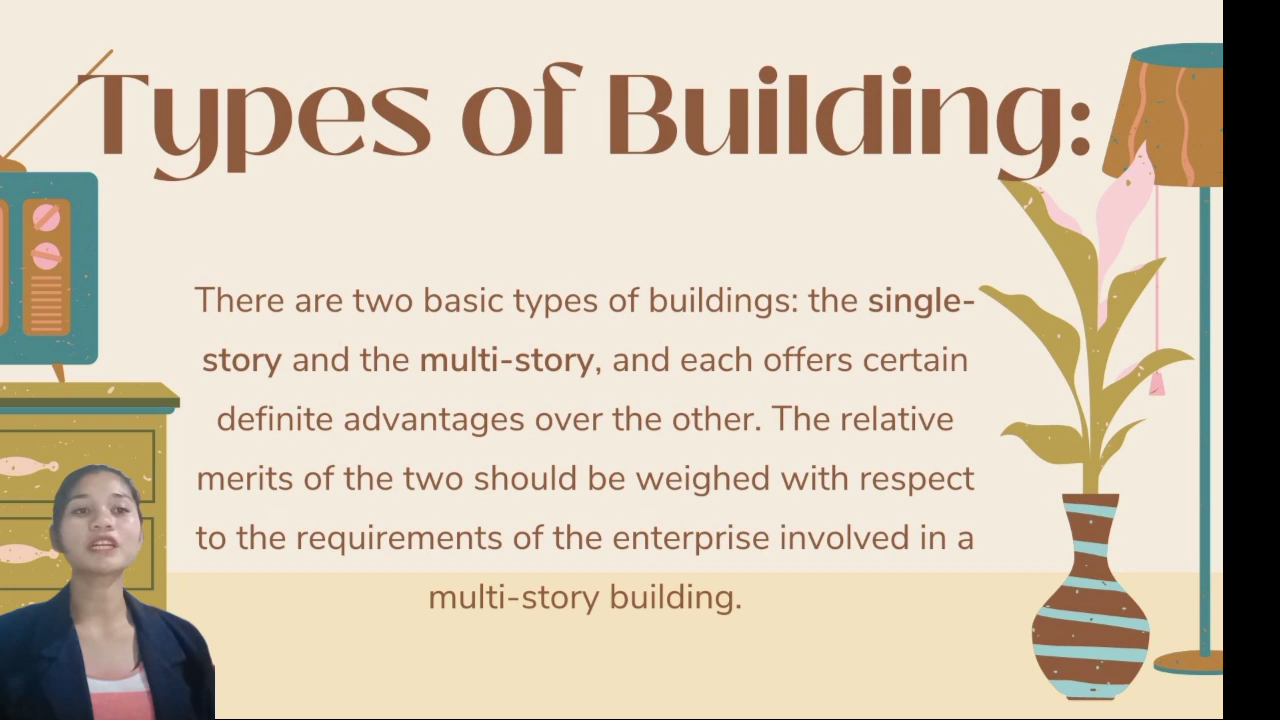 Types of Building:
There are two basic types of buildings: the single-
story and the multi-story, and each offers certain
definite advantages over the other. The relative
merits of the two should be weighed with respect
to the requirements of the enterprise involved in a
multi-story building.